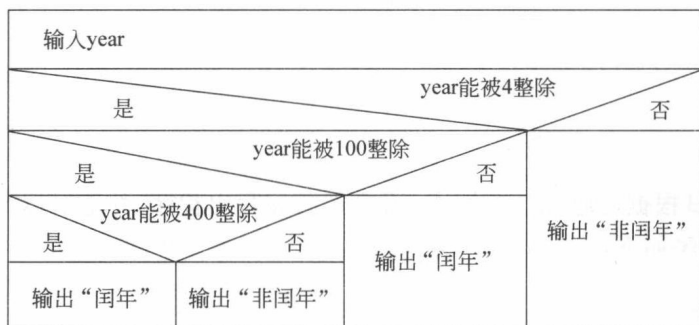 输入year
year能被4整除
是
否
year能被100整除
是
否
year能被400整除
是
否
输出“闰年”
输出“非闰年”
输出“闰年”
输出“非闰年”